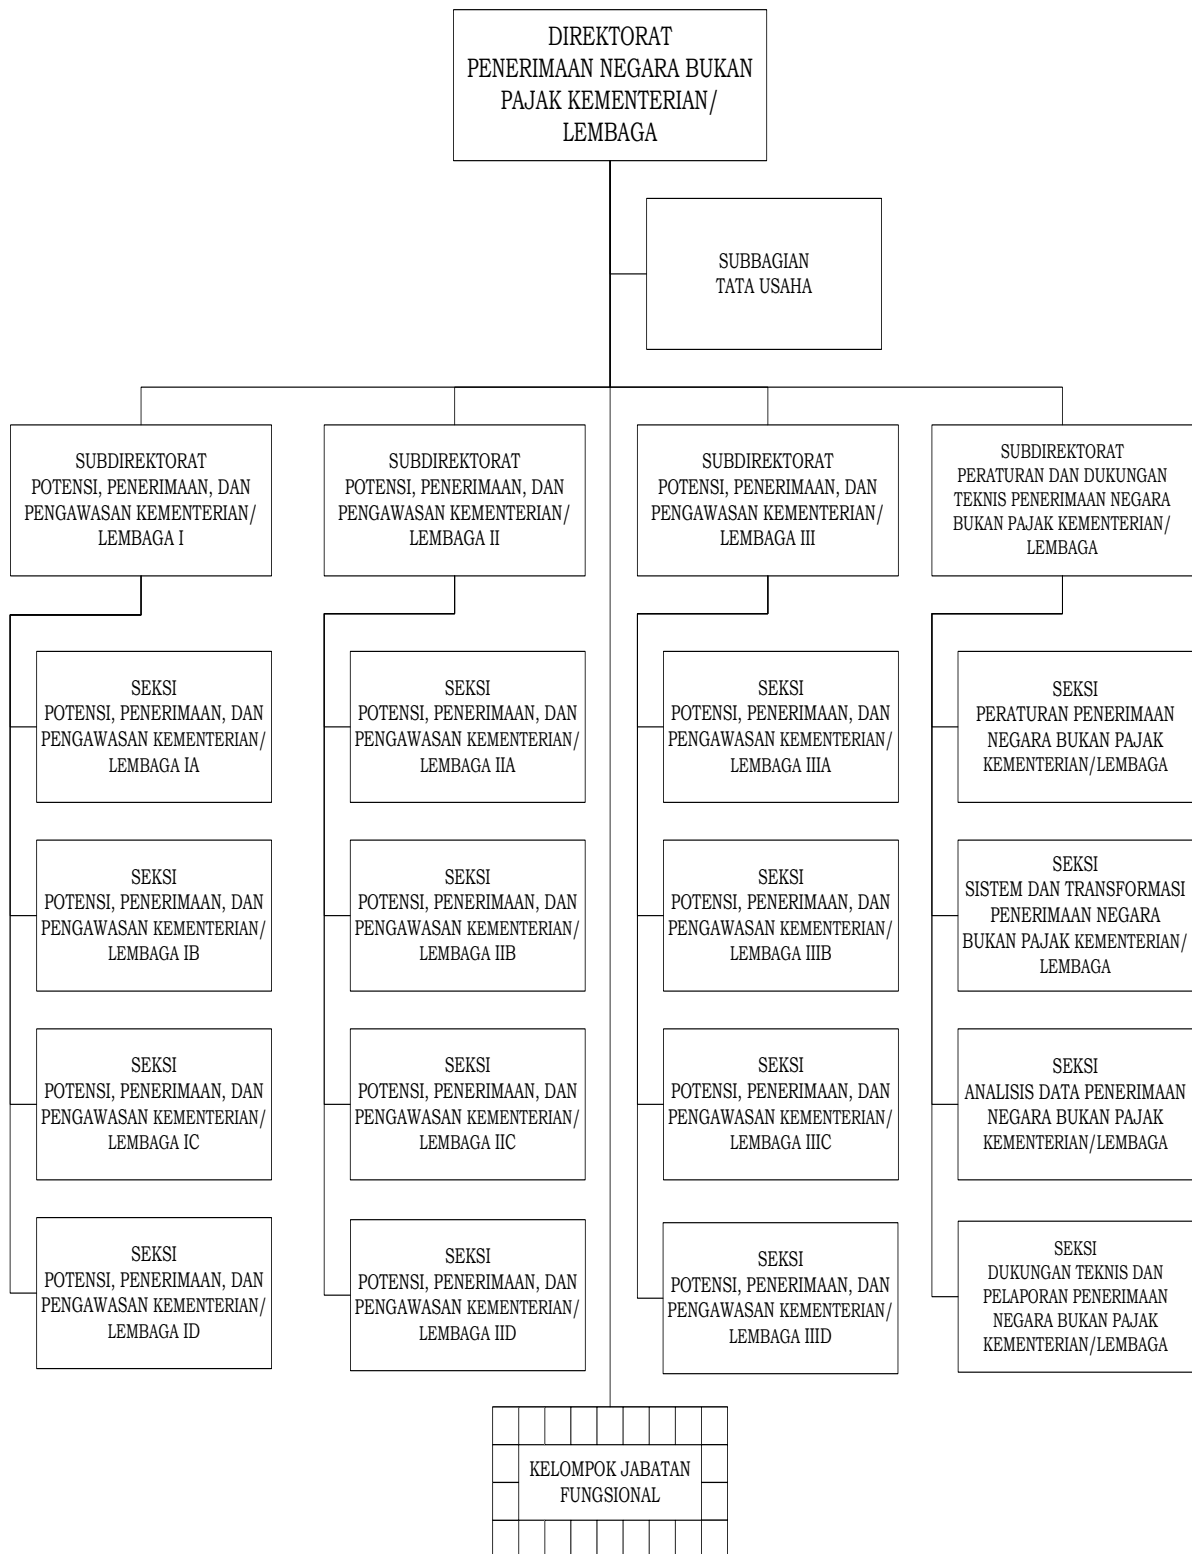 DIREKTORAT
PENERIMAAN NEGARA BUKAN
PAJAK KEMENTERIAN/
LEMBAGA
SUBBAGIAN
TATA USAHA
SUBDIREKTORAT
POTENSI, PENERIMAAN, DAN
PENGAWASAN KEMENTERIAN/
LEMBAGA I
SUBDIREKTORAT
POTENSI, PENERIMAAN, DAN
PENGAWASAN KEMENTERIAN/
LEMBAGA II
SUBDIREKTORAT
POTENSI, PENERIMAAN, DAN
PENGAWASAN KEMENTERIAN/
LEMBAGA III
SUBDIREKTORAT
PERATURAN DAN DUKUNGAN
TEKNIS PENERIMAAN NEGARA
BUKAN PAJAK KEMENTERIAN/
LEMBAGA
SEKSI
POTENSI, PENERIMAAN, DAN
PENGAWASAN KEMENTERIAN/
LEMBAGA IA
SEKSI
POTENSI, PENERIMAAN, DAN
PENGAWASAN KEMENTERIAN/
LEMBAGA IIA
SEKSI
POTENSI, PENERIMAAN, DAN
PENGAWASAN KEMENTERIAN/
LEMBAGA IIIA
SEKSI
PERATURAN PENERIMAAN
NEGARA BUKAN PAJAK
KEMENTERIAN/LEMBAGA
SEKSI
POTENSI, PENERIMAAN, DAN
PENGAWASAN KEMENTERIAN/
LEMBAGA IB
SEKSI
POTENSI, PENERIMAAN, DAN
PENGAWASAN KEMENTERIAN/
LEMBAGA IIB
SEKSI
POTENSI, PENERIMAAN, DAN
PENGAWASAN KEMENTERIAN/
LEMBAGA IIIB
SEKSI
SISTEM DAN TRANSFORMASI
PENERIMAAN NEGARA
BUKAN PAJAK KEMENTERIAN/
LEMBAGA
SEKSI
POTENSI, PENERIMAAN, DAN
PENGAWASAN KEMENTERIAN/
LEMBAGA IC
SEKSI
POTENSI, PENERIMAAN, DAN
PENGAWASAN KEMENTERIAN/
LEMBAGA IIC
SEKSI
POTENSI, PENERIMAAN, DAN
PENGAWASAN KEMENTERIAN/
LEMBAGA IIIC
SEKSI
ANALISIS DATA PENERIMAAN
NEGARA BUKAN PAJAK
KEMENTERIAN/LEMBAGA
SEKSI
POTENSI, PENERIMAAN, DAN
PENGAWASAN KEMENTERIAN/
LEMBAGA ID
SEKSI
POTENSI, PENERIMAAN, DAN
PENGAWASAN KEMENTERIAN/
LEMBAGA IID
SEKSI
POTENSI, PENERIMAAN, DAN
PENGAWASAN KEMENTERIAN/
LEMBAGA IIID
SEKSI
DUKUNGAN TEKNIS DAN
PELAPORAN PENERIMAAN
NEGARA BUKAN PAJAK
KEMENTERIAN/LEMBAGA
KELOMPOK JABATAN
FUNGSIONAL